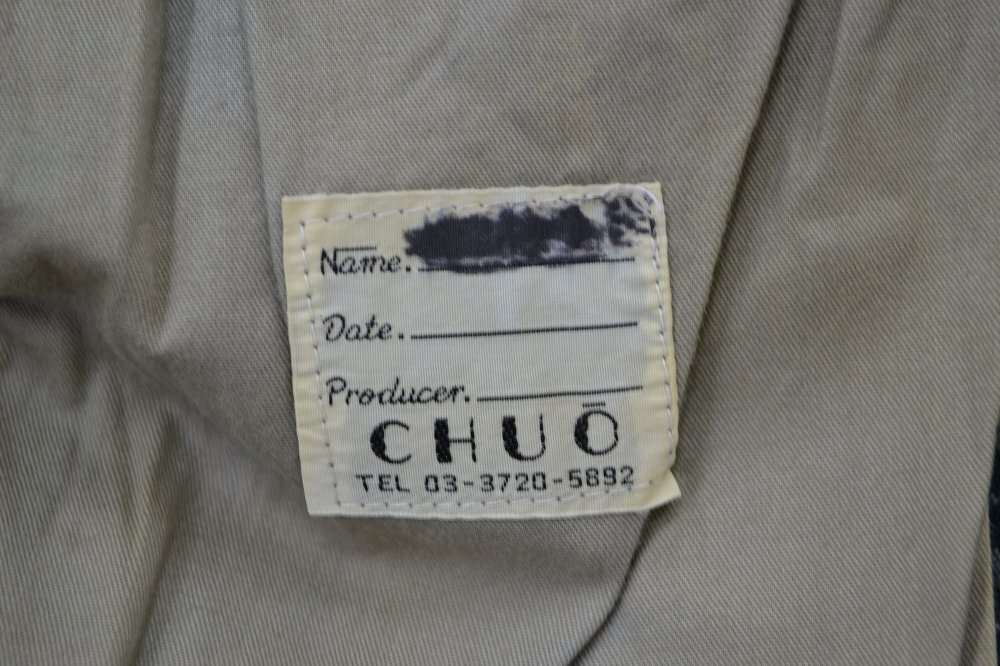 Name.
Date.
Producer.
CHUŌ
TEL 03-3720-5892